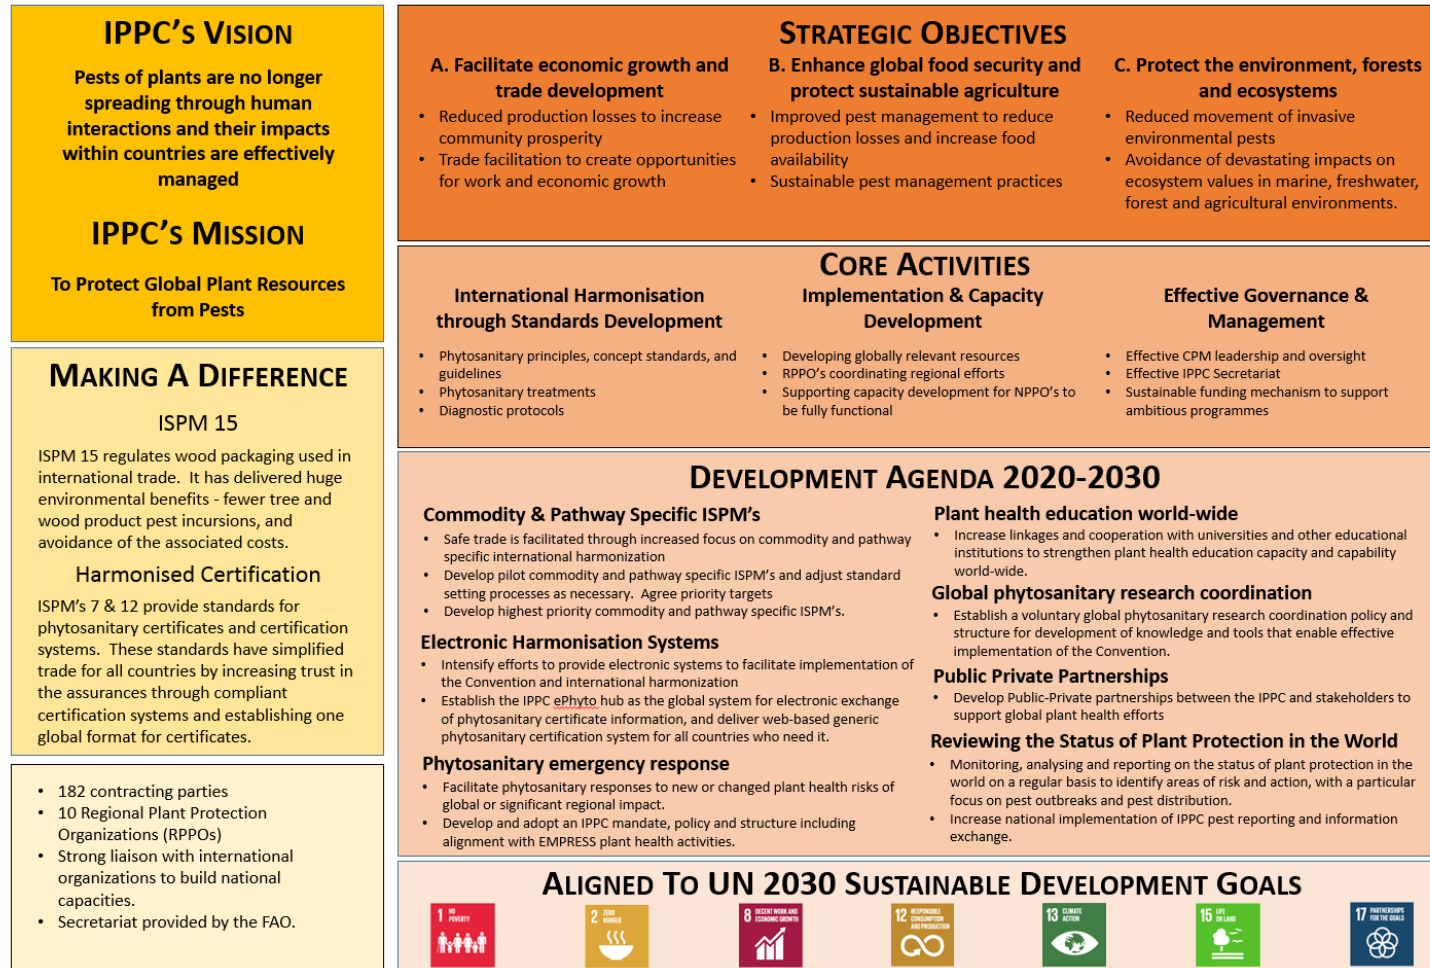 IPPC's Vision
Pests of plants are no longer
spreading through human
interactions and their impacts
within countries are effectively
managed
IPPC's Mission
To Protect Global Plant Resources
from Pests
Making A Difference
ISPM 15
ISPM 15 regulates wood packaging used in
international trade. It has delivered huge
environmental benefits - fewer tree and
wood product pest incursions, and
avoidance of the associated costs.
Harmonised Certification
ISPM's 7 & 12 provide standards for
phytosanitary certificates and certification
systems. These standards have simplified
trade for all countries by increasing trust in
the assurances through compliant
certification systems and establishing one
global format for certificates.
• 182 contracting parties
• 10 Regional Plant Protection
Organizations (RPPOs)
• Strong liaison with international
organizations to build national
capacities.
• Secretariat provided by the FAO.
Strategic Objectives
A. Facilitate economic growth and
trade development
• Reduced production losses to increase
community prosperity
• Trade facilitation to create opportunities
for work and economic growth
B. Enhance global food security and
protect sustainable agriculture
• Improved pest management to reduce
production losses and increase food
availability
• Sustainable pest management practices
C. Protect the environment, forests
and ecosystems
• Reduced movement of invasive
environmental pests
• Avoidance of devastating impacts on
ecosystem values in marine, freshwater,
forest and agricultural environments.
Core Activities
International Harmonisation
through Standards Development
• Phytosanitary principles, concept standards, and
guidelines
• Phytosanitary treatments
• Diagnostic protocols
Implementation & Capacity
Development
• Developing globally relevant resources
• RPPO's coordinating regional efforts
• Supporting capacity development for NPPO's to
be fully functional
Effective Governance &
Management
• Effective CPM leadership and oversight
• Effective IPPC Secretariat
• Sustainable funding mechanism to support
ambitious programmes
Development Agenda 2020-2030
Commodity & Pathway Specific ISPM's
• Safe trade is facilitated through increased focus on commodity and pathway
specific international harmonization
• Develop pilot commodity and pathway specific ISPM's and adjust standard
setting processes as necessary. Agree priority targets
• Develop highest priority commodity and pathway specific ISPM's.
Electronic Harmonisation Systems
• Intensify efforts to provide electronic systems to facilitate implementation of
the Convention and international harmonization
• Establish the IPPC ePhyto hub as the global system for electronic exchange
of phytosanitary certificate information, and deliver web-based generic
phytosanitary certification system for all countries who need it.
Phytosanitary emergency response
• Facilitate phytosanitary responses to new or changed plant health risks of
global or significant regional impact.
• Develop and adopt an IPPC mandate, policy and structure including
alignment with EMPRESS plant health activities.
Plant health education world-wide
• Increase linkages and cooperation with universities and other educational
institutions to strengthen plant health education capacity and capability
world-wide.
Global phytosanitary research coordination
• Establish a voluntary global phytosanitary research coordination policy and
structure for development of knowledge and tools that enable effective
implementation of the Convention.
Public Private Partnerships
• Develop Public-Private partnerships between the IPPC and stakeholders to
support global plant health efforts
Reviewing the Status of Plant Protection in the World
• Monitoring, analysing and reporting on the status of plant protection in the
world on a regular basis to identify areas of risk and action, with a particular
focus on pest outbreaks and pest distribution.
• Increase national implementation of IPPC pest reporting and information
exchange.
Aligned To UN 2030 Sustainable Development Goals
1 NO
POVERTY
2 ZERO
HUNGER
8 DECENT WORK AND
ECONOMIC GROWTH
12 RESPONSIBLE
CONSUMPTION
AND PRODUCTION
13 CLIMATE
ACTION
15 LIFE
ON LAND
17 PARTNERSHIPS
FOR THE GOALS